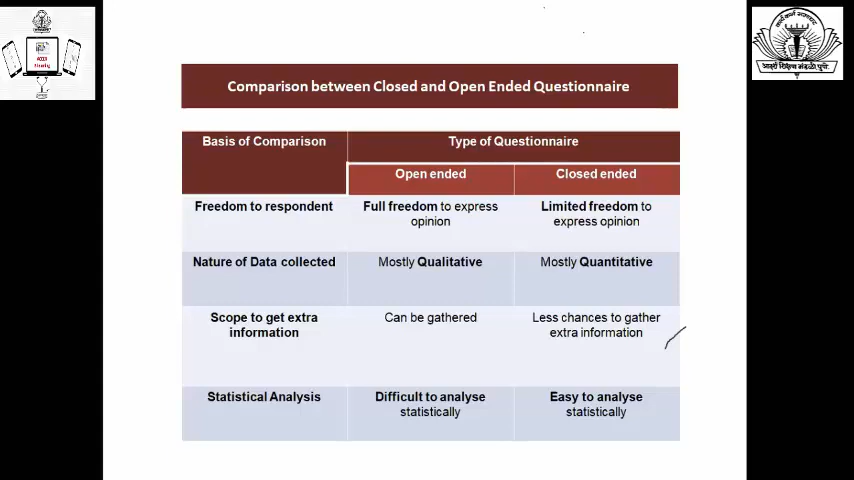 Comparison between Closed and Open Ended Questionnaire
Basis of Comparison
Type of Questionnaire
Open ended
Closed ended
Freedom to respondent
Full freedom to express
opinion
Limited freedom to
express opinion
Nature of Data collected
Mostly Qualitative
Mostly Quantitative
Scope to get extra
information
Can be gathered
Less chances to gather
extra information
Statistical Analysis
Difficult to analyse
statistically
Easy to analyse
statistically